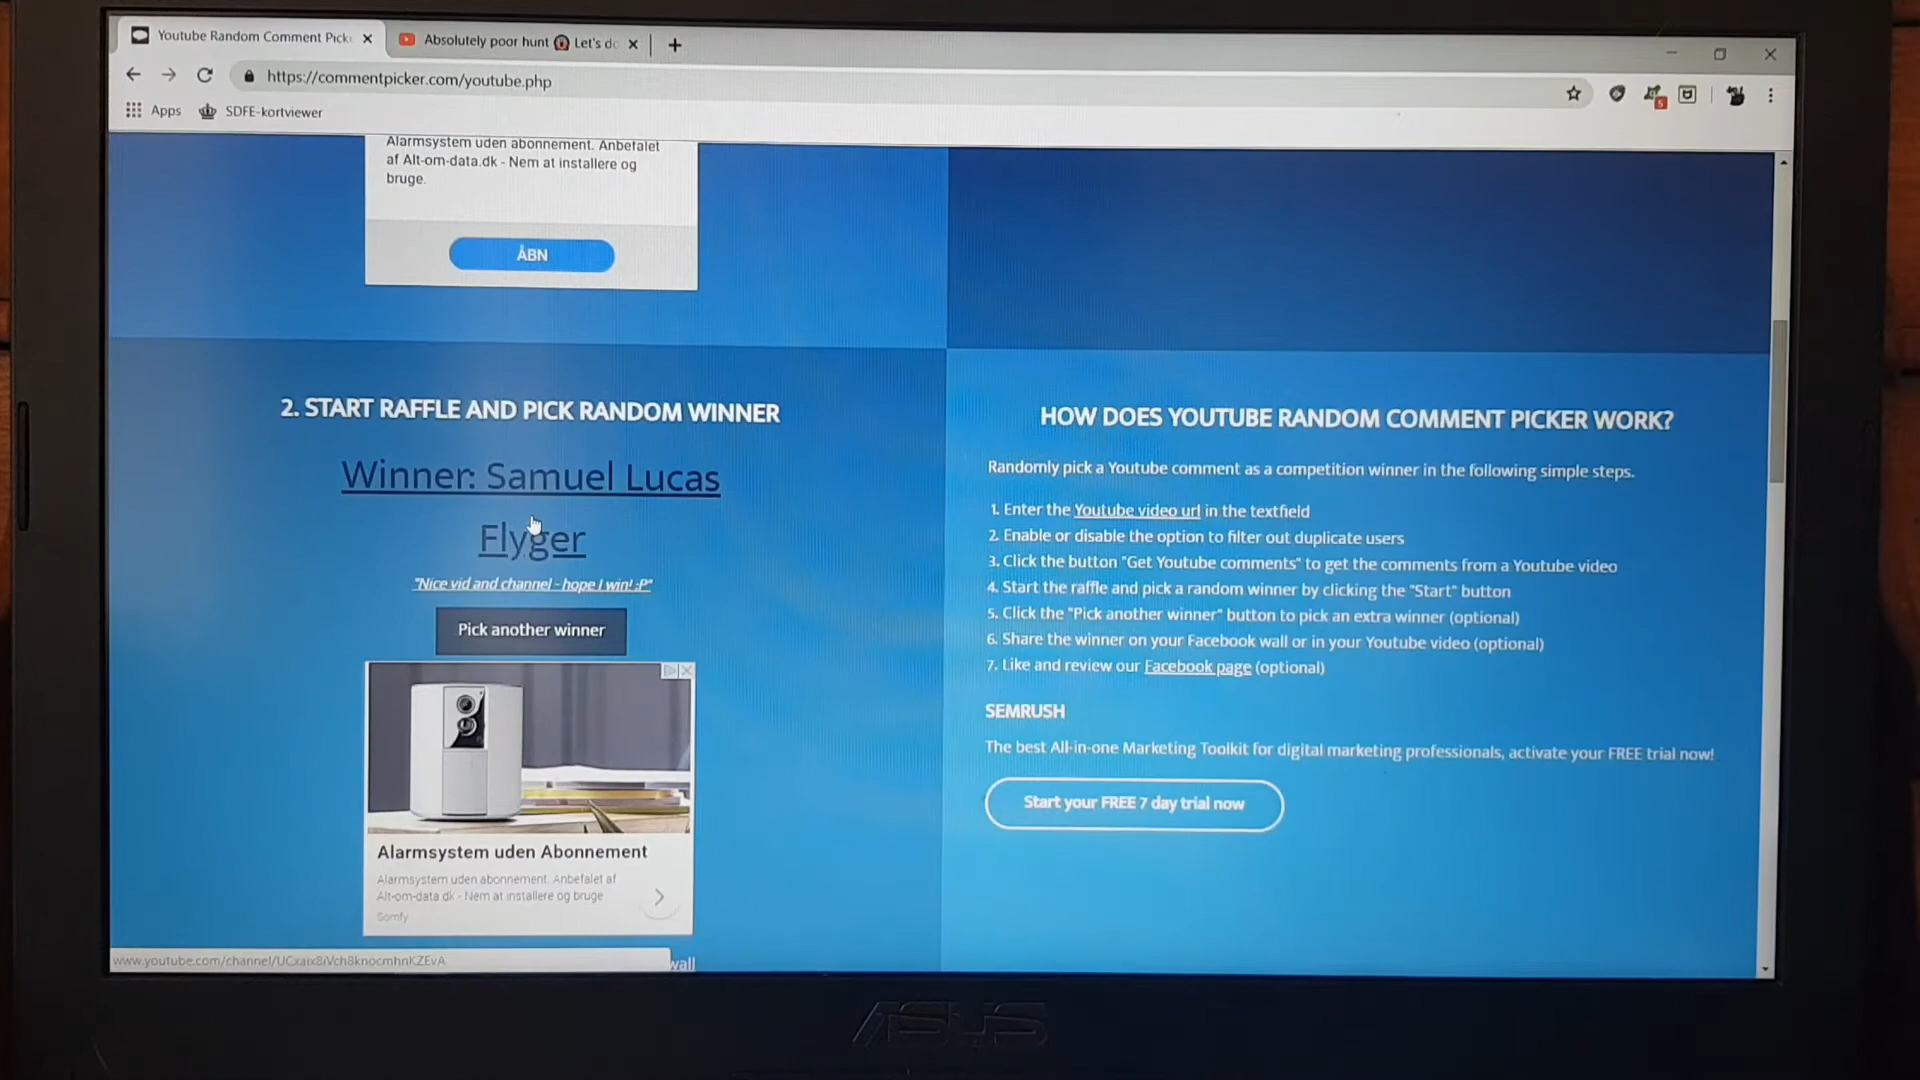 Youtube Random Comment Picke
Absolutely poor hunt 😱 Let's do
https://commentpicker.com/youtube.php
Apps
SDFE-kortviewer
Alarmsystem uden abonnement. Anbefalet
af Alt-om-data.dk - Nem at installere og
bruge.
ÅBN
2. START RAFFLE AND PICK RANDOM WINNER
Winner: Samuel Lucas
Flyger
"Nice vid and channel - hope I win! :P"
Pick another winner
Alarmsystem uden Abonnement
Alarmsystem uden abonnement. Anbefalet af
Alt-om-data.dk - Nem at installere og bruge
Somfy
wall
HOW DOES YOUTUBE RANDOM COMMENT PICKER WORK?
Randomly pick a Youtube comment as a competition winner in the following simple steps.
1. Enter the Youtube video url in the textfield
2. Enable or disable the option to filter out duplicate users
3. Click the button "Get Youtube comments" to get the comments from a Youtube video
4. Start the raffle and pick a random winner by clicking the "Start" button
5. Click the "Pick another winner" button to pick an extra winner (optional)
6. Share the winner on your Facebook wall or in your Youtube video (optional)
7. Like and review our Facebook page (optional)
SEMRUSH
The best All-in-one Marketing Toolkit for digital marketing professionals, activate your FREE trial now!
Start your FREE 7 day trial now
ASUS